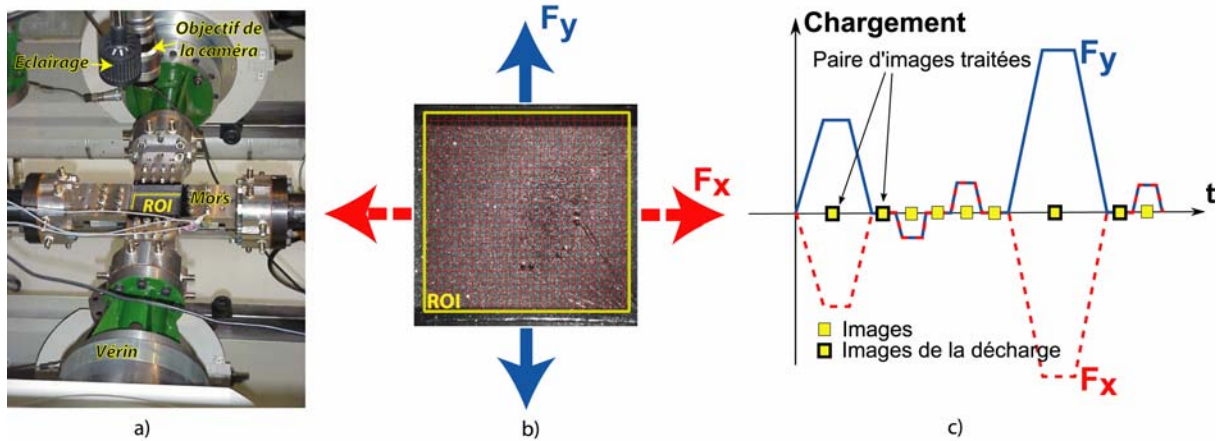 Objectif de
la caméra
Eclairage
ROI
Mors
Vérin
a)
Fy
Fx
ROI
b)
Chargement
Paire d'images traitées
Fy
t
Images
Images de la décharge
Fx
c)